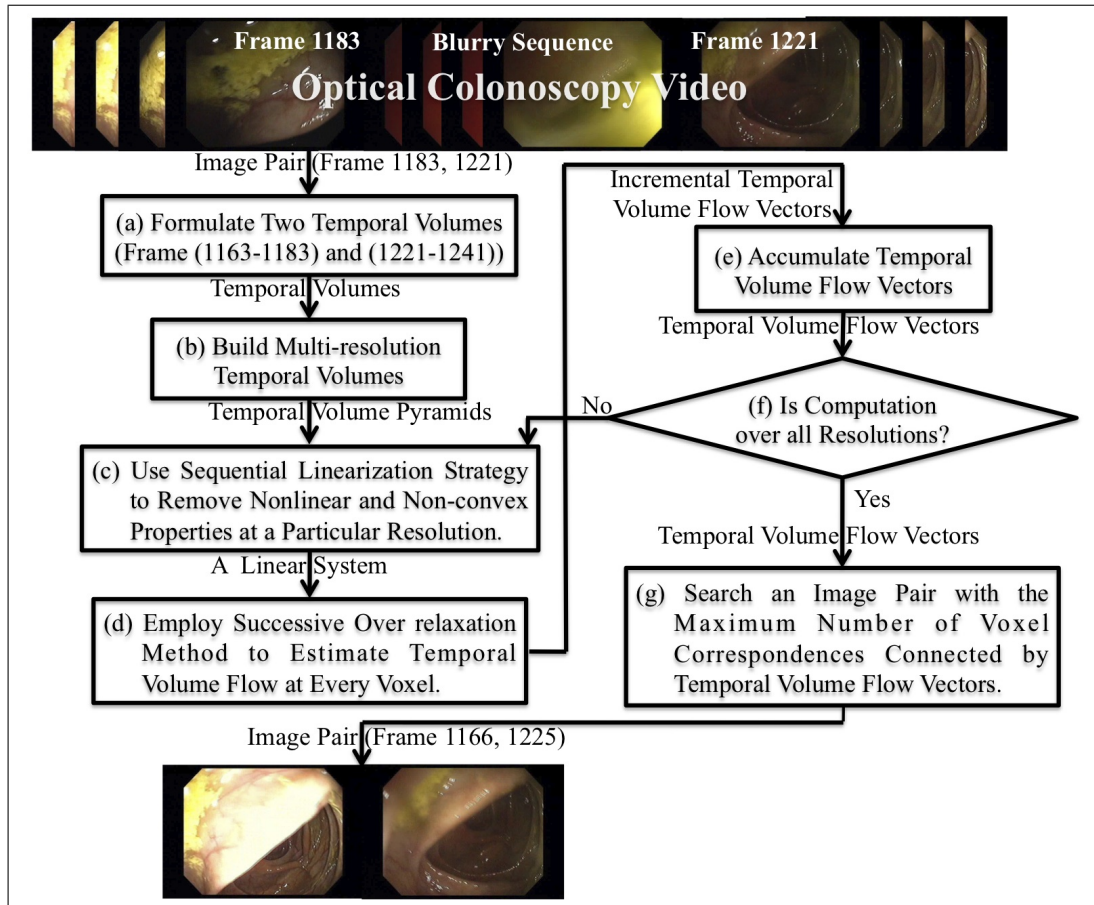 Frame 1183
Blurry Sequence
Frame 1221
Optical Colonoscopy Video
Image Pair (Frame 1183, 1221)
(a) Formulate Two Temporal Volumes
(Frame (1163-1183) and (1221-1241))
Temporal Volumes
(b) Build Multi-resolution
Temporal Volumes
Temporal Volume Pyramids
(c) Use Sequential Linearization Strategy
to Remove Nonlinear and Non-convex
Properties at a Particular Resolution.
A Linear System
(d) Employ Successive Over relaxation
Method to Estimate Temporal
Volume Flow at Every Voxel.
Incremental Temporal
Volume Flow Vectors
(e) Accumulate Temporal
Volume Flow Vectors
Temporal Volume Flow Vectors
(f) Is Computation
over all Resolutions?
No
Yes
Temporal Volume Flow Vectors
(g) Search an Image Pair with the
Maximum Number of Voxel
Correspondences Connected by
Temporal Volume Flow Vectors.
Image Pair (Frame 1166, 1225)